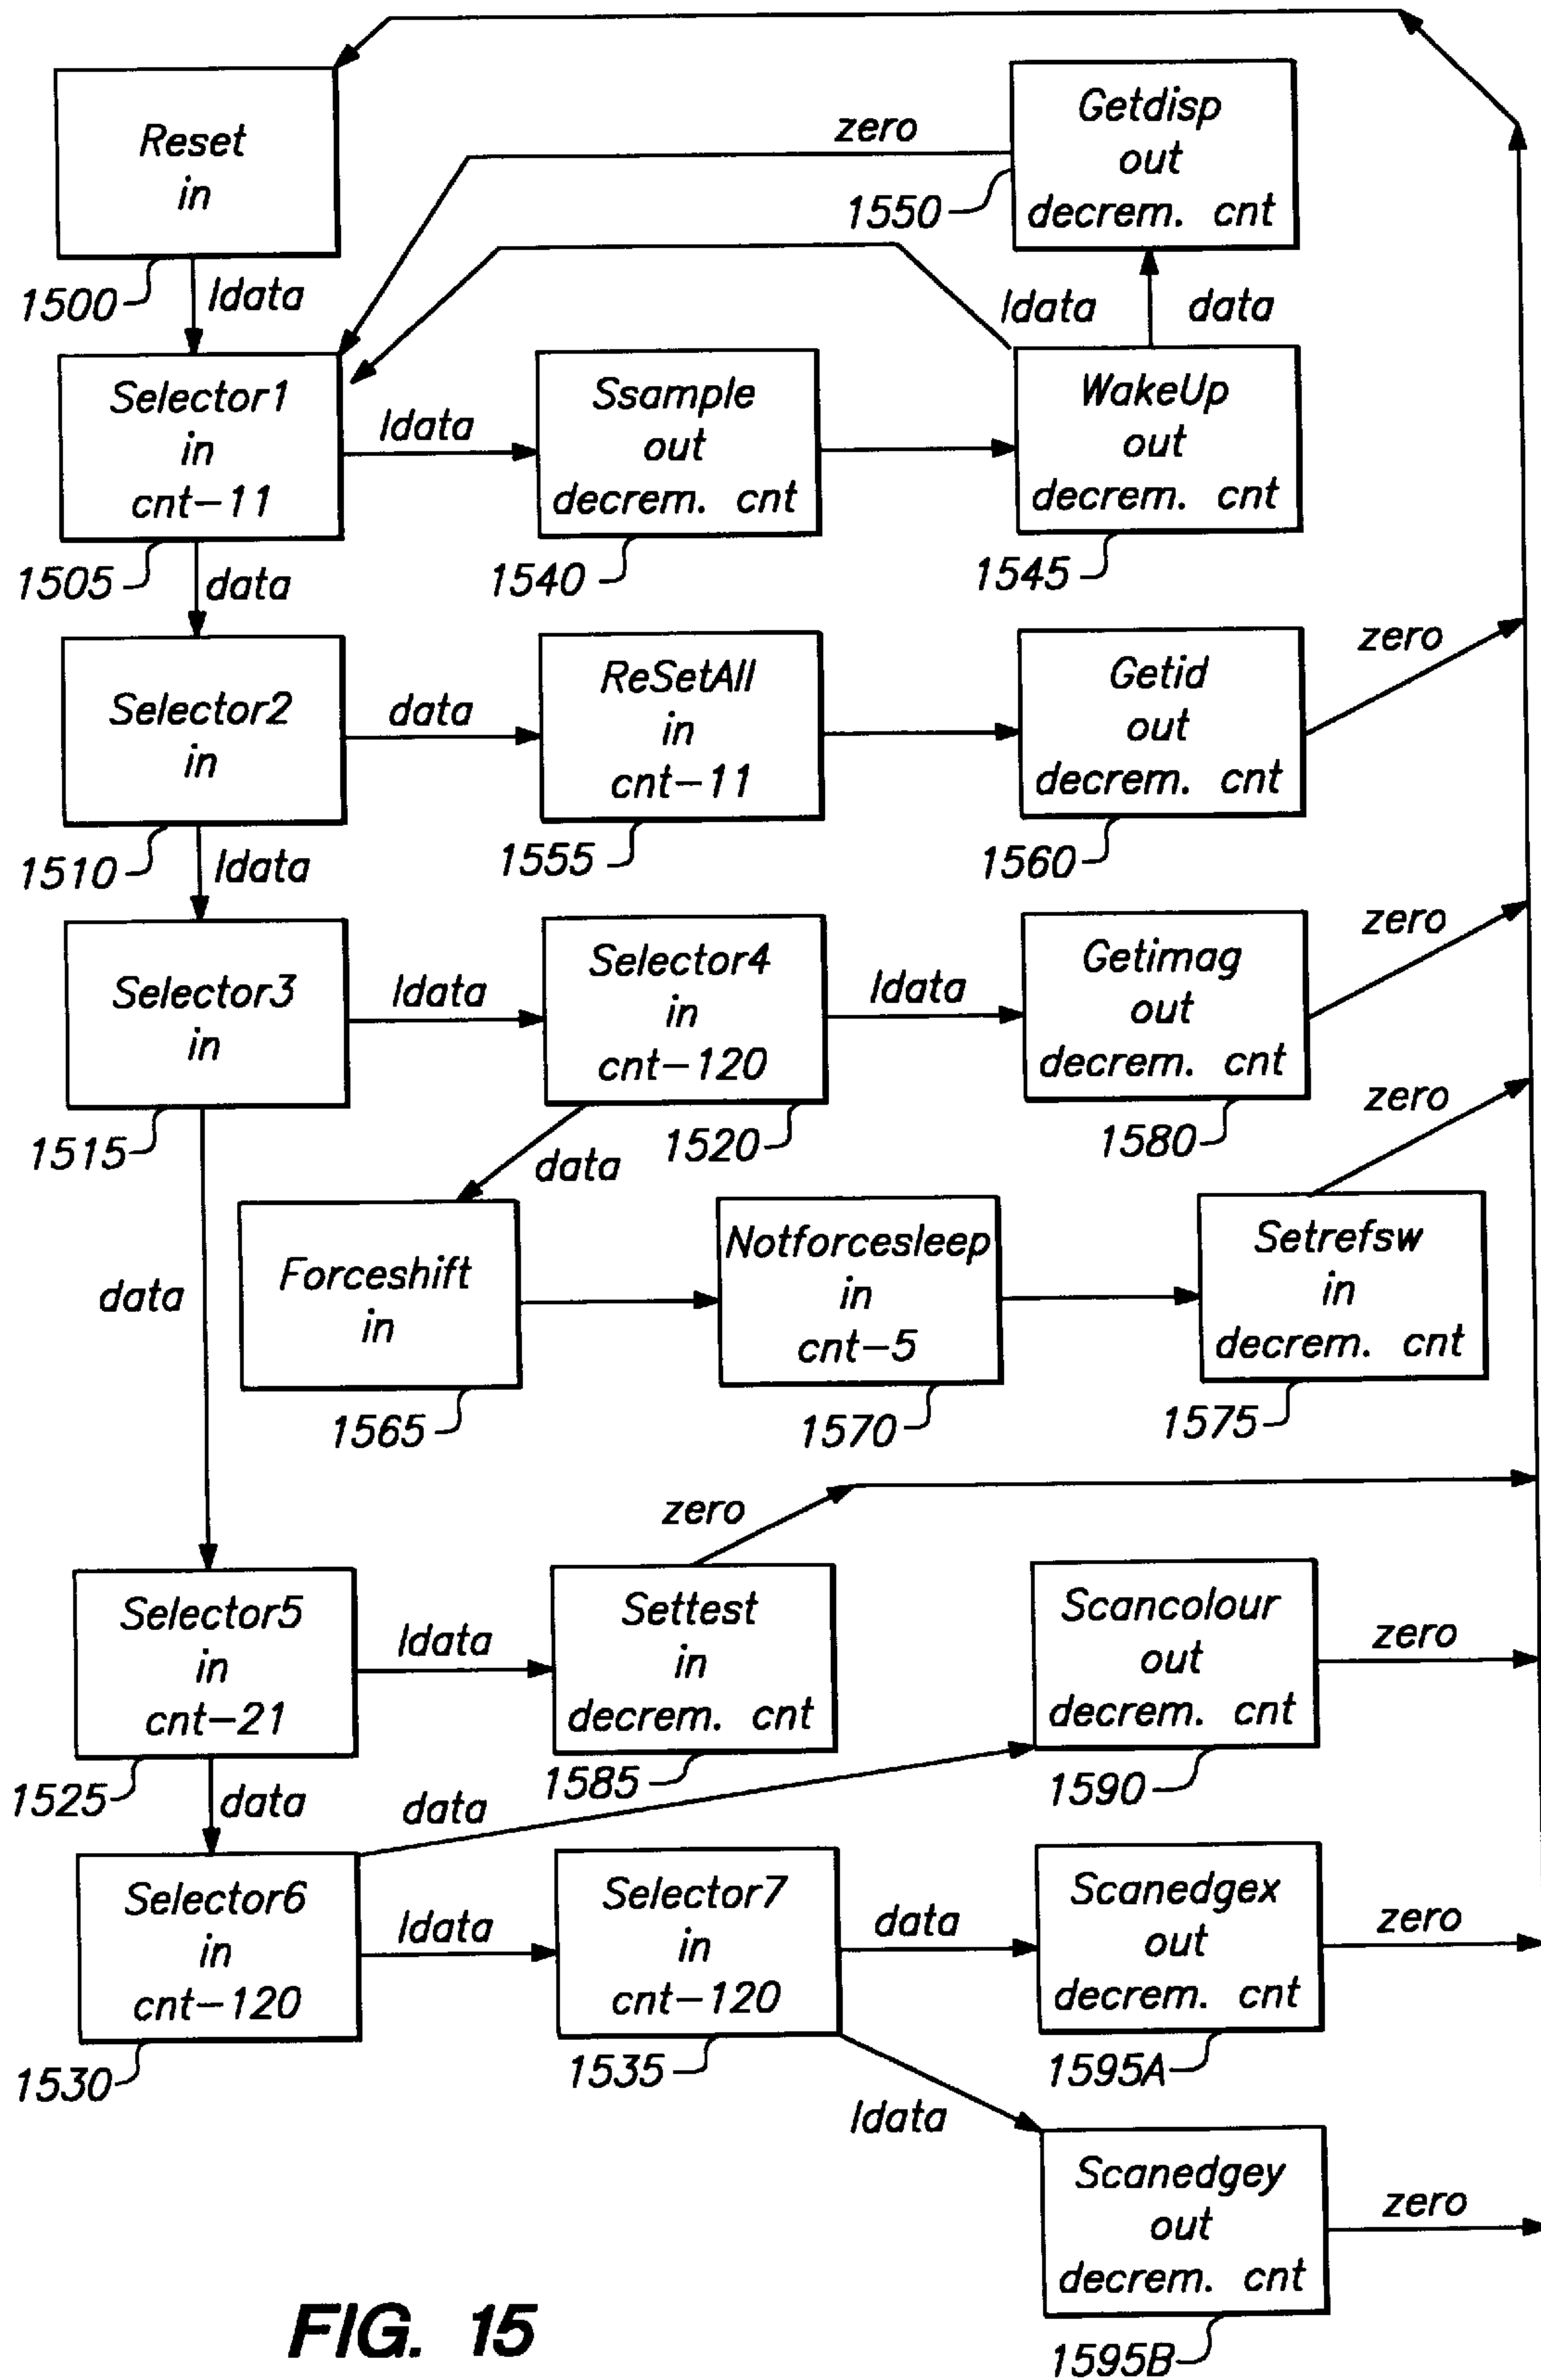 Reset
in
1500
ldata
zero
Getdisp
out
decrem. cnt
1550
ldata
data
Selector1
in
cnt-11
1505
ldata
Ssample
out
decrem. cnt
1540
WakeUp
out
decrem. cnt
1545
data
Selector2
in
1510
data
ReSetAll
in
cnt-11
1555
Getid
out
decrem. cnt
1560
zero
ldata
Selector3
in
1515
ldata
Selector4
in
cnt-120
1520
ldata
Getimag
out
decrem. cnt
1580
zero
data
data
Forceshift
in
1565
Notforcesleep
in
cnt-5
1570
Setrefsw
in
decrem. cnt
1575
zero
Selector5
in
cnt-21
1525
ldata
Settest
in
decrem. cnt
1585
zero
Scancolour
out
decrem. cnt
1590
zero
data
data
Selector6
in
cnt-120
1530
ldata
Selector7
in
cnt-120
1535
data
Scanedgex
out
decrem. cnt
1595A
zero
ldata
Scanedgey
out
decrem. cnt
1595B
zero
FIG. 15